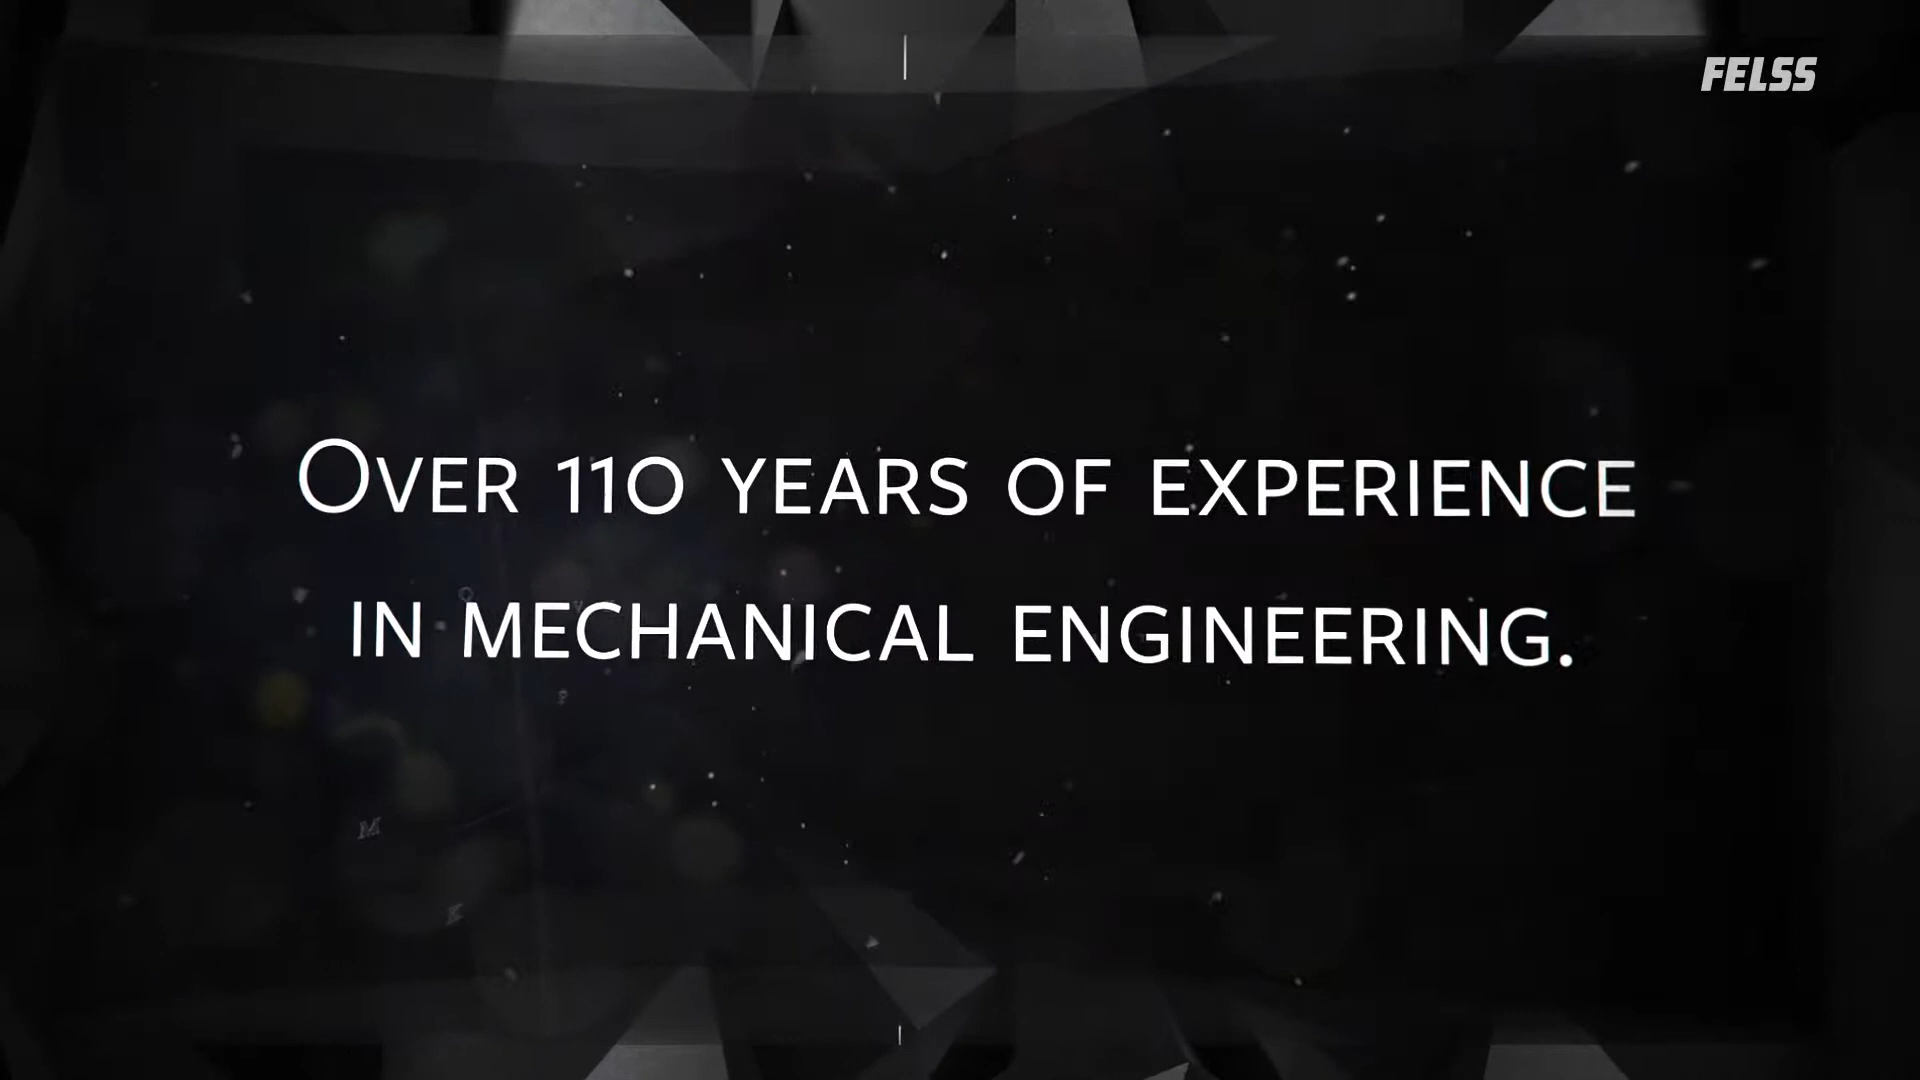 FELSS
Over 110 years of experience
in mechanical engineering.